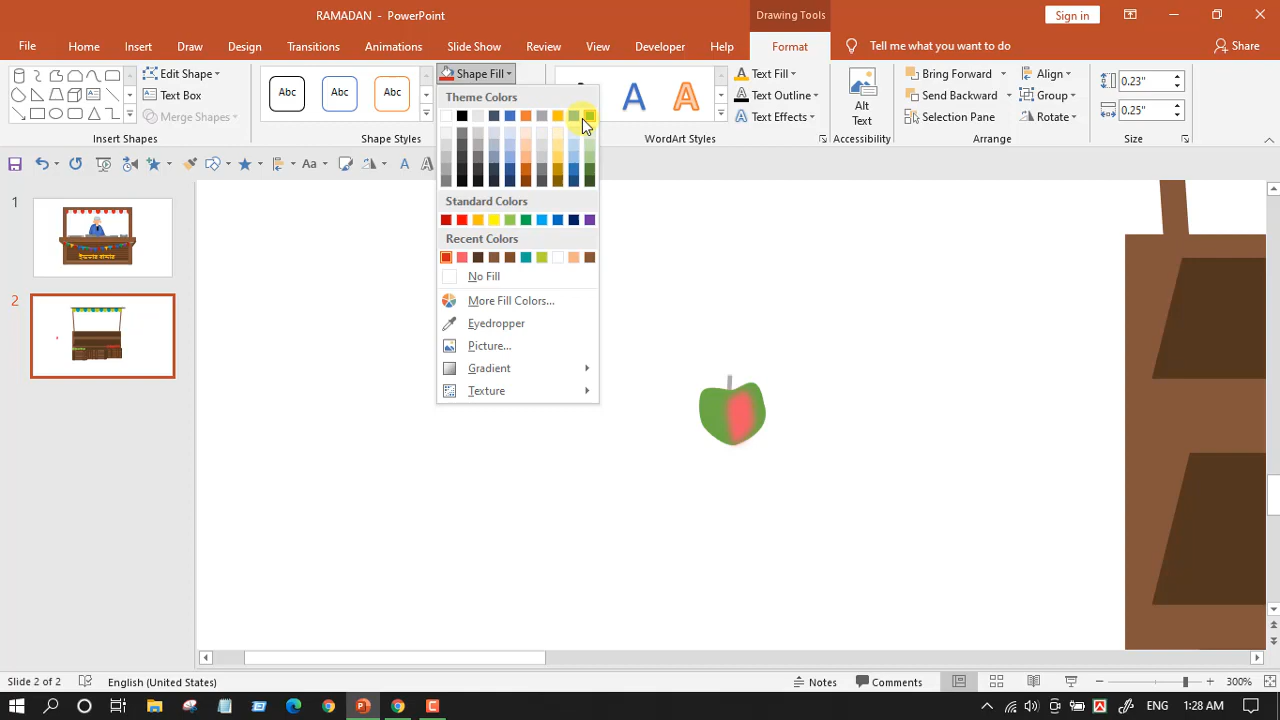 RAMADAN - PowerPoint
Drawing Tools
Sign in
File
Home
Insert
Draw
Design
Transitions
Animations
Slide Show
Review
View
Developer
Help
Format
Tell me what you want to do
Share
Edit Shape
Text Box
Merge Shapes
Insert Shapes
Abc
Abc
Abc
Shape Styles
Shape Fill
Theme Colors
Standard Colors
Recent Colors
No Fill
More Fill Colors...
Eyedropper
Picture...
Gradient
Texture
A
A
Text Fill
Text Outline
Text Effects
WordArt Styles
Alt
Text
Accessibility
Bring Forward
Send Backward
Selection Pane
Align
Group
Rotate
Arrange
0.23"
0.25"
Size
Aa
A
A
1
ইফতার বাজার
2
Slide 2 of 2
English (United States)
Notes
Comments
300%
ENG
1:28 AM